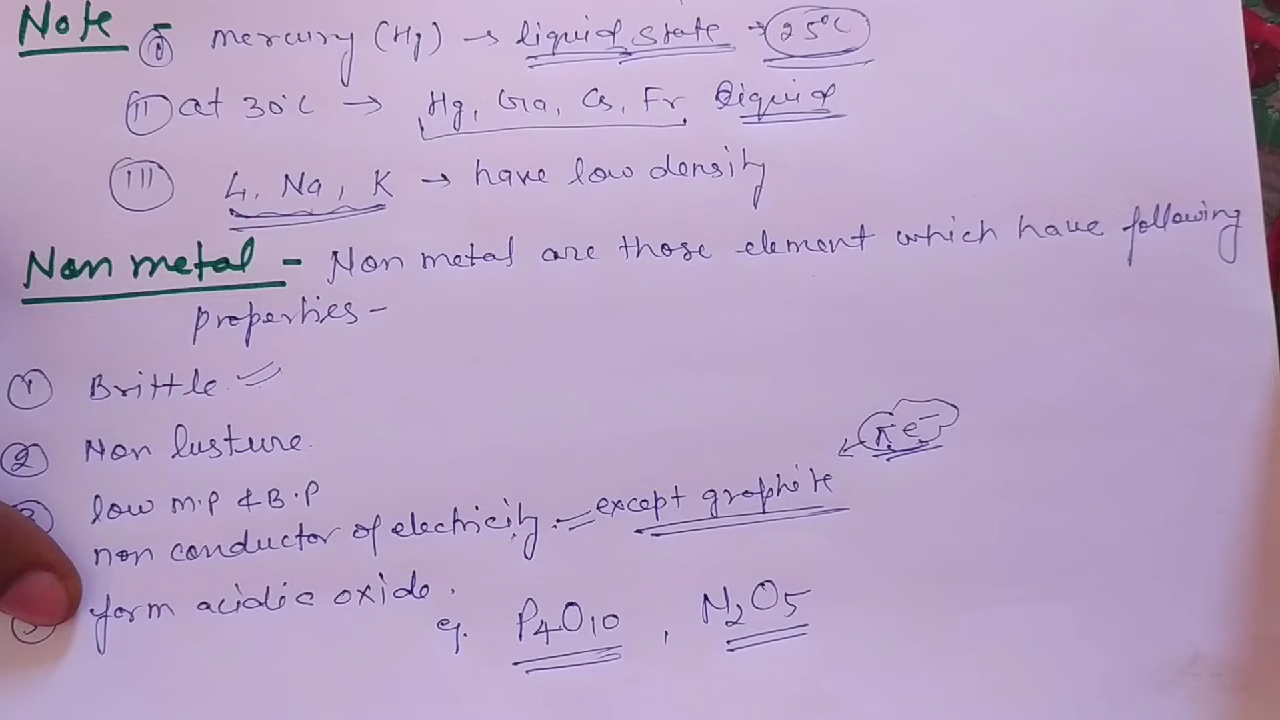 Note (i) mercury (Hg) → liquid state → 25°C
(II) at 30°C → Hg, Ga, Cs, Fr liquid
(III) Li, Na, K → have low density
Non metal - Non metal are those element which have following
properties -
① Brittle
② Non lusture.
low m.p & B.p
non conductor of electricity. = except graphite π e⁻
form acidic oxide.
eg. P₄O₁₀ , N₂O₅